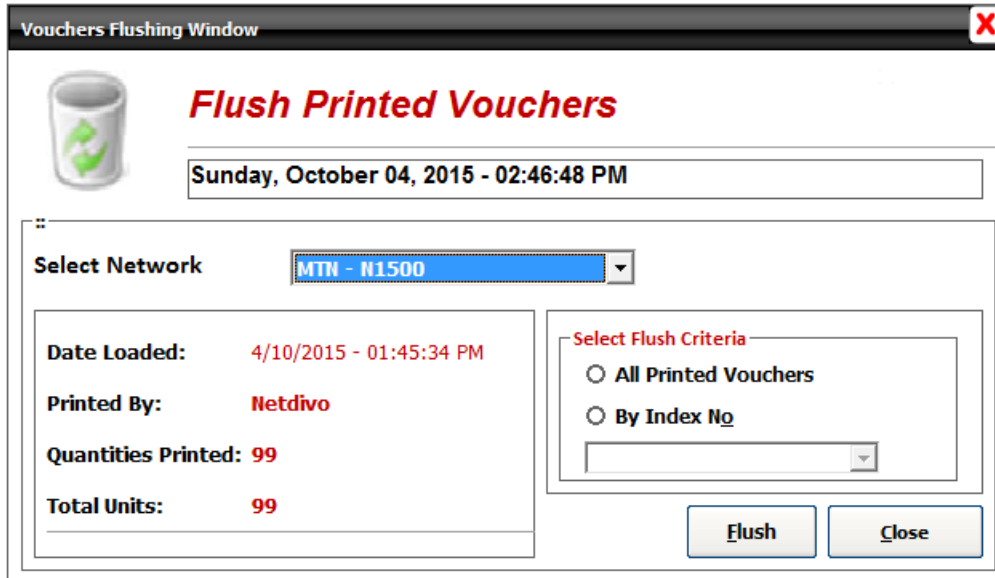 Vouchers Flushing Window
X
Flush Printed Vouchers
Sunday, October 04, 2015 - 02:46:48 PM
::
Select Network
MTN - N1500
Date Loaded: 4/10/2015 - 01:45:34 PM
Printed By: Netdivo
Quantities Printed: 99
Total Units: 99
Select Flush Criteria
All Printed Vouchers
By Index No
Flush
Close